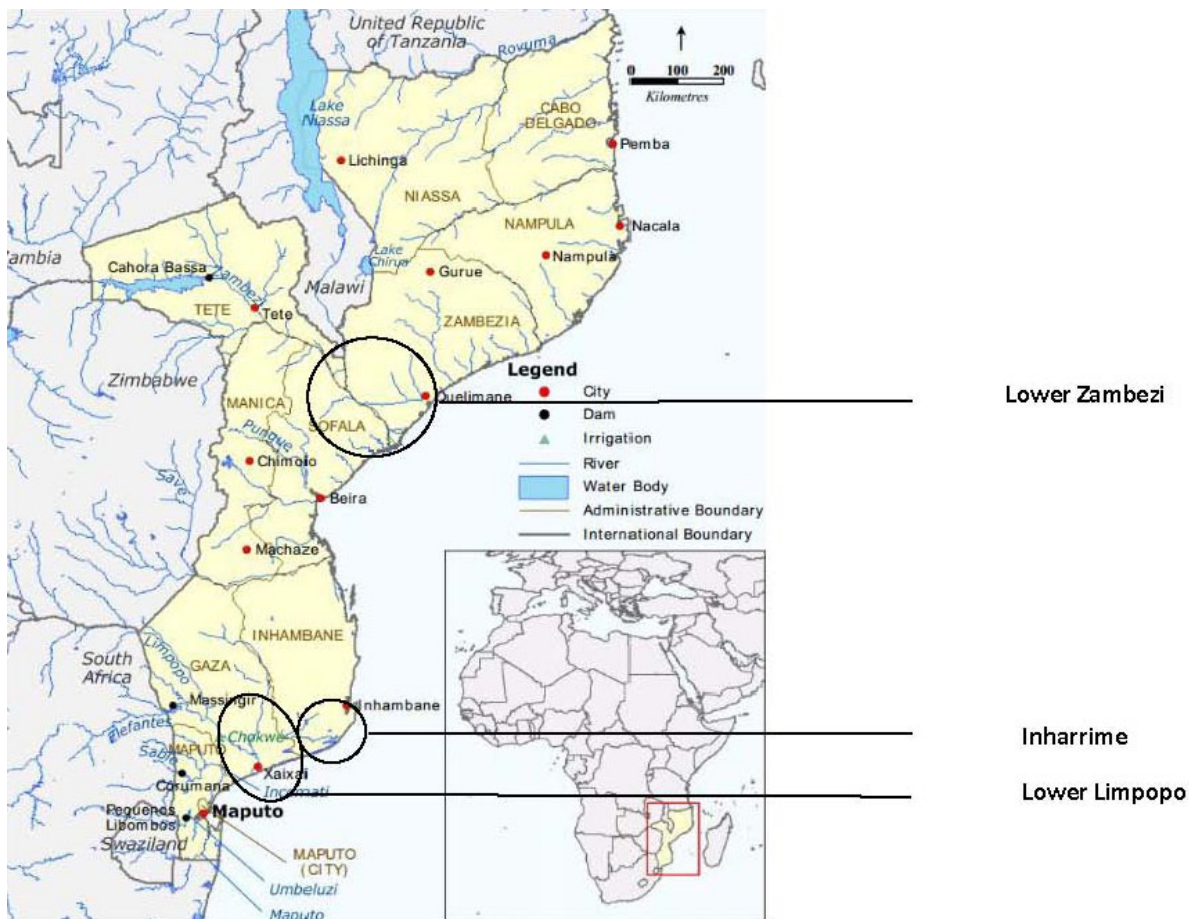 United Republic
of Tanzania
Rovuma
0 100 200
Kilometres
Lake
Niassa
CABO
DELGADO
Pemba
Lichinga
NIASSA
NAMPULA
Nacala
Nampula
Lake
Chirua
Gurue
Zambia
Cahora Bassa
Zambezi
Malawi
TETE
Tete
ZAMBEZIA
Zimbabwe
Legend
City
Dam
Irrigation
River
Water Body
Administrative Boundary
International Boundary
Quelimane
Lower Zambezi
MANICA
SOFALA
Pungue
Chimoio
Save
Beira
Machaze
INHAMBANE
Limpopo
GAZA
South
Africa
Massingir
Inhambane
Elefantes
Chokwe
Inharrime
MAPUTO
Sabie
Xaixai
Corumana
Incomati
Lower Limpopo
Pequenos
Libombos
Maputo
Swaziland
MAPUTO
(CITY)
Umbeluzi
Maputo